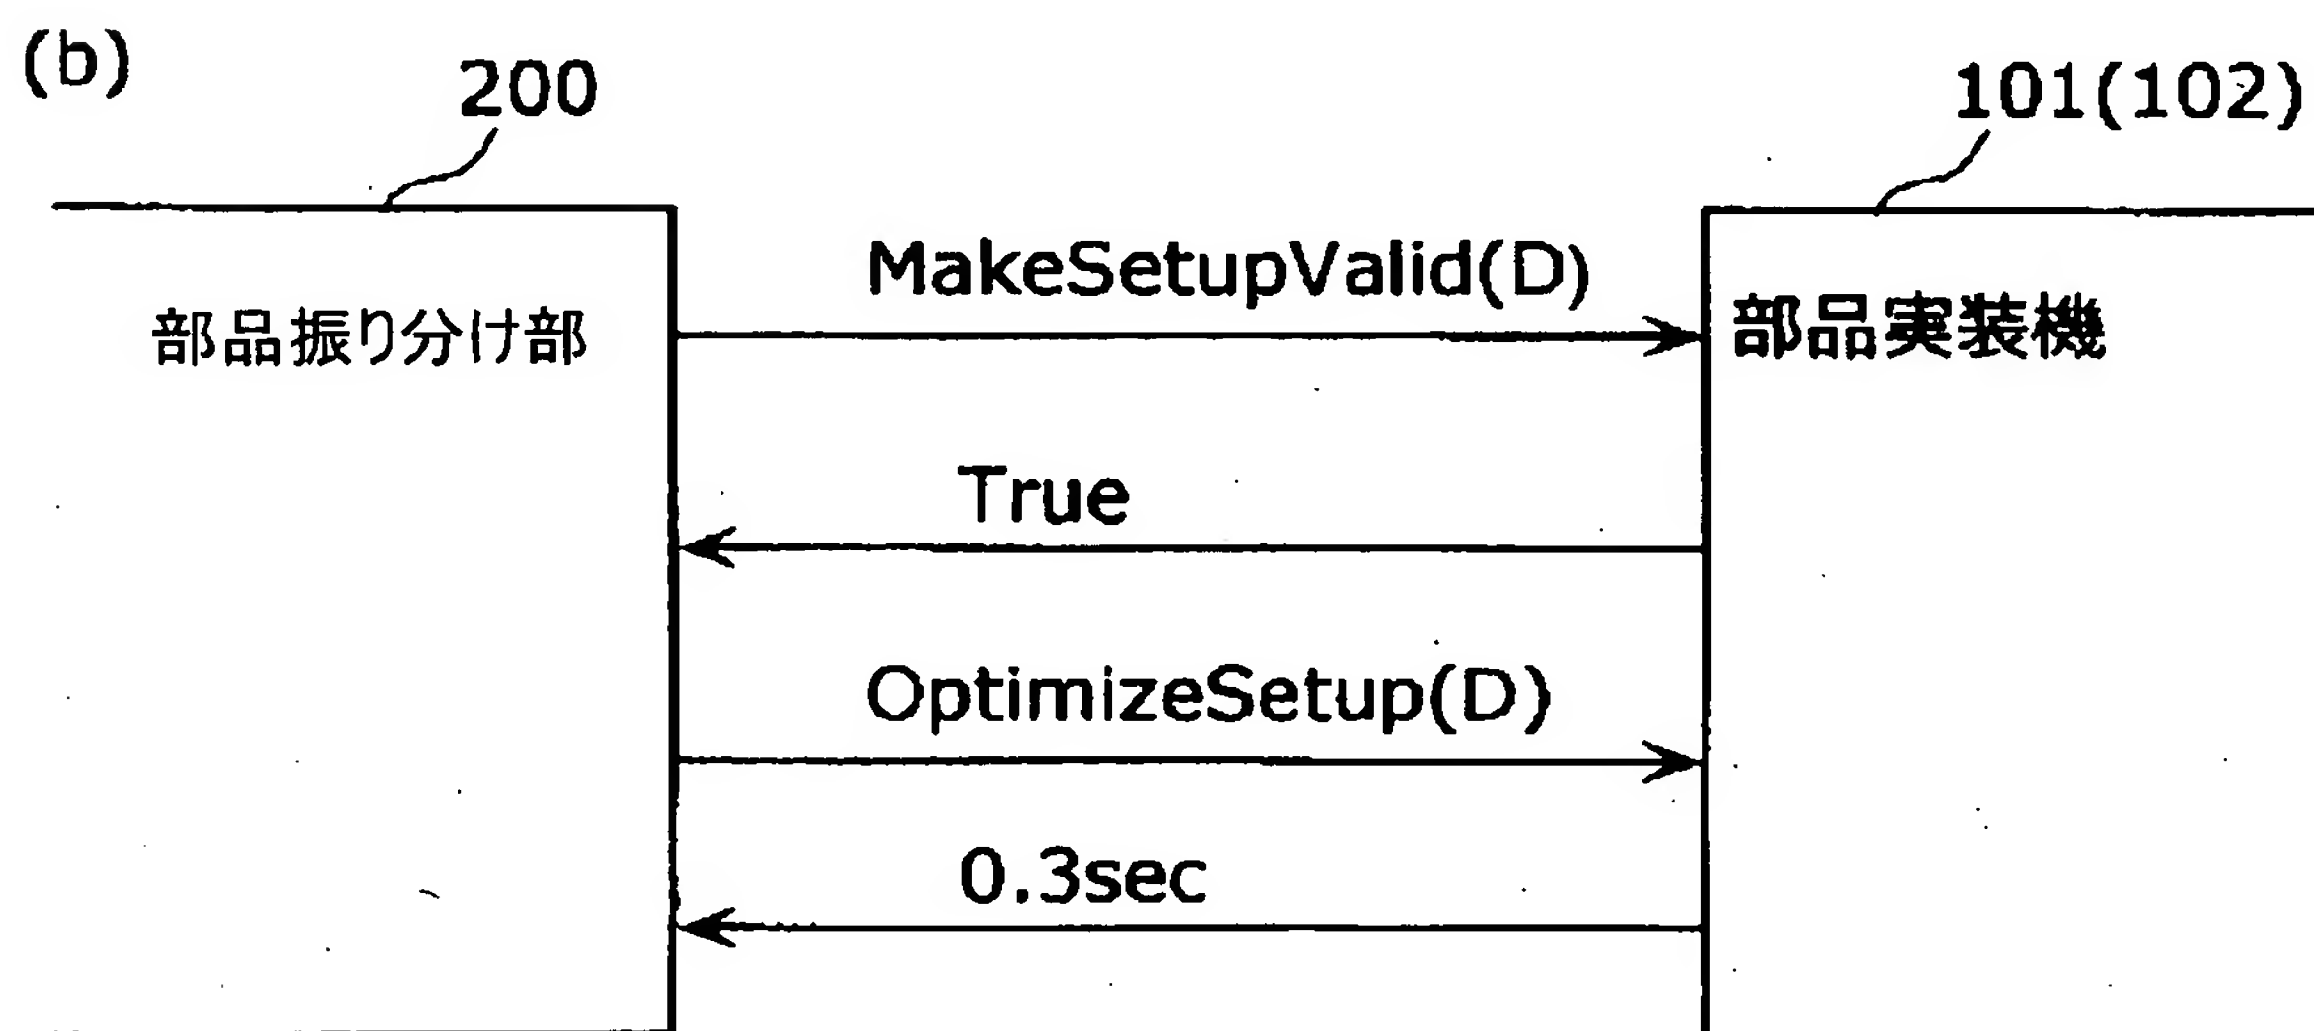 (b)
200
101(102)
MakeSetupValid(D)
部品振り分け部
部品実装機
True
OptimizeSetup(D)
0.3sec